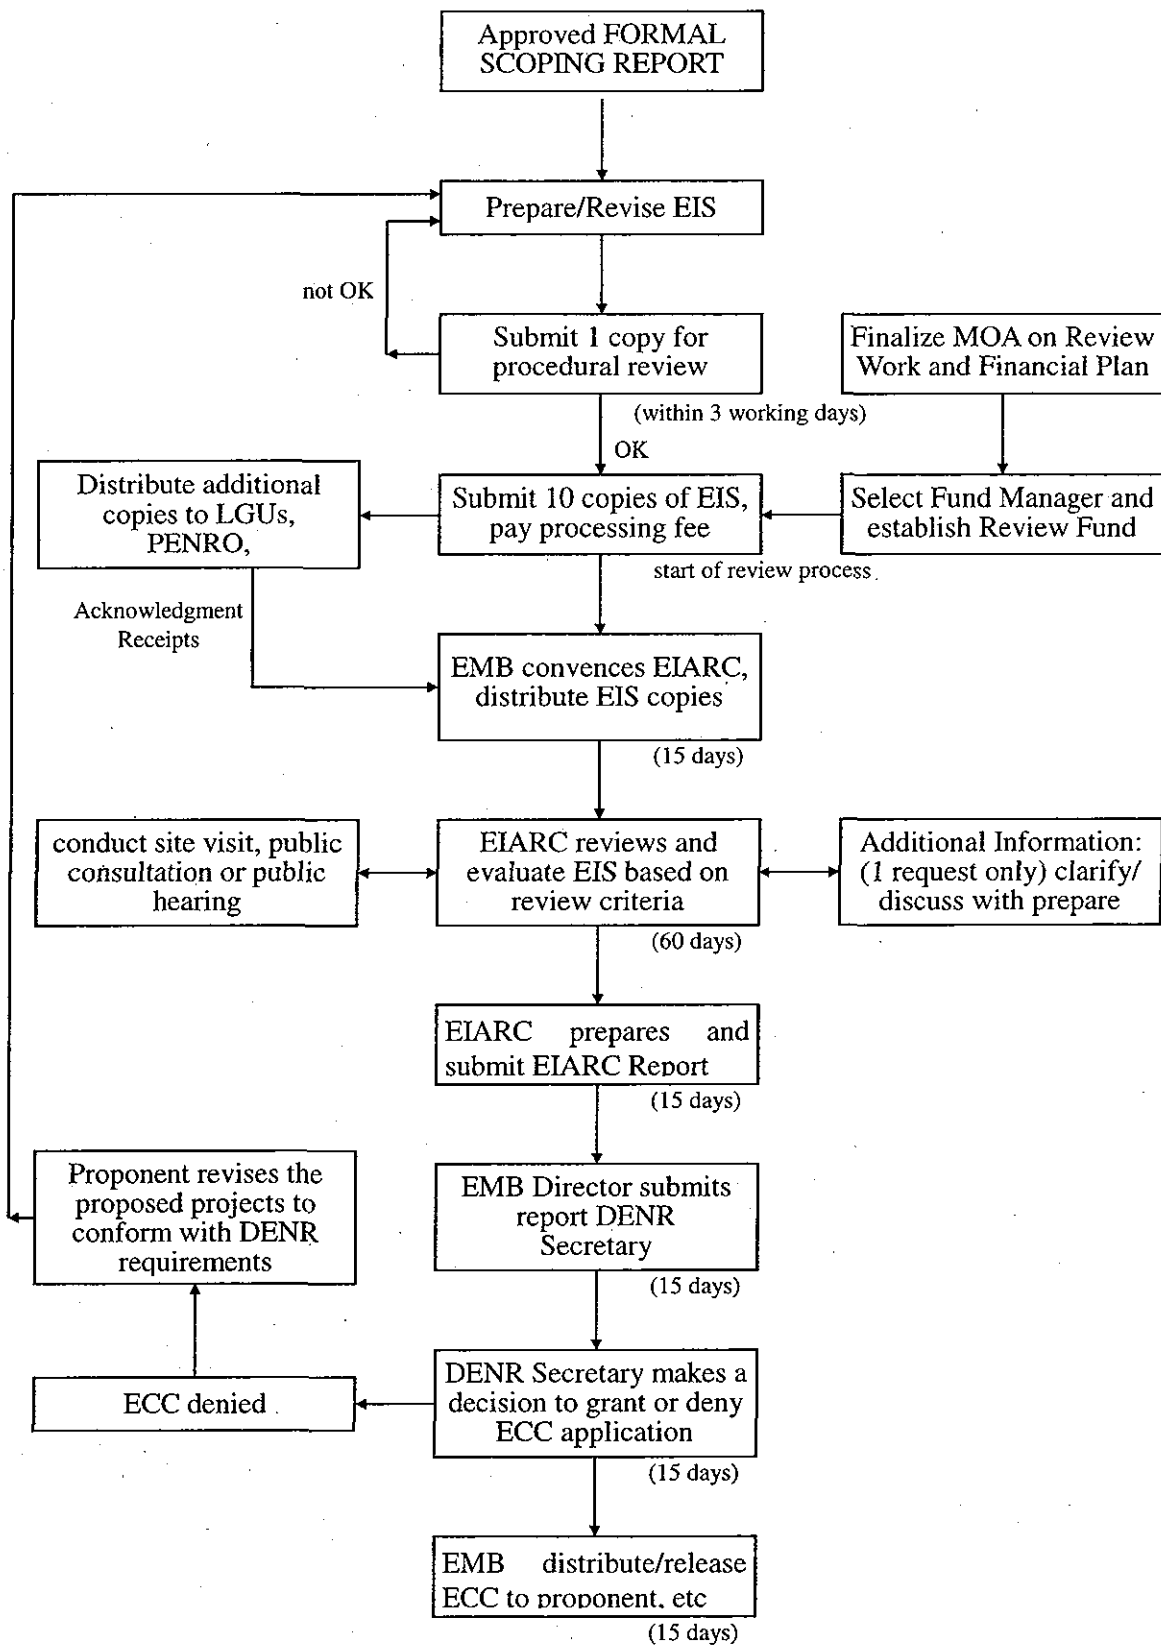 Approved FORMAL
SCOPING REPORT
Prepare/Revise EIS
not OK
Submit 1 copy for
procedural review
Finalize MOA on Review
Work and Financial Plan
(within 3 working days)
OK
Distribute additional
copies to LGUs,
PENRO,
Submit 10 copies of EIS,
pay processing fee
Select Fund Manager and
establish Review Fund
start of review process
Acknowledgment
Receipts
EMB convences EIARC,
distribute EIS copies
(15 days)
conduct site visit, public
consultation or public
hearing
EIARC reviews and
evaluate EIS based on
review criteria
Additional Information:
(1 request only) clarify/
discuss with prepare
(60 days)
EIARC prepares and
submit EIARC Report
(15 days)
Proponent revises the
proposed projects to
conform with DENR
requirements
EMB Director submits
report DENR
Secretary
(15 days)
ECC denied
DENR Secretary makes a
decision to grant or deny
ECC application
(15 days)
EMB distribute/release
ECC to proponent, etc
(15 days)